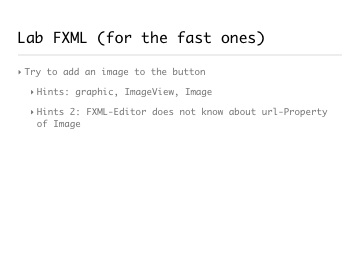 Lab FXML (for the fast ones)
‣ Try to add an image to the button
‣ Hints: graphic, ImageView, Image
‣ Hints 2: FXML-Editor does not know about url-Property
of Image